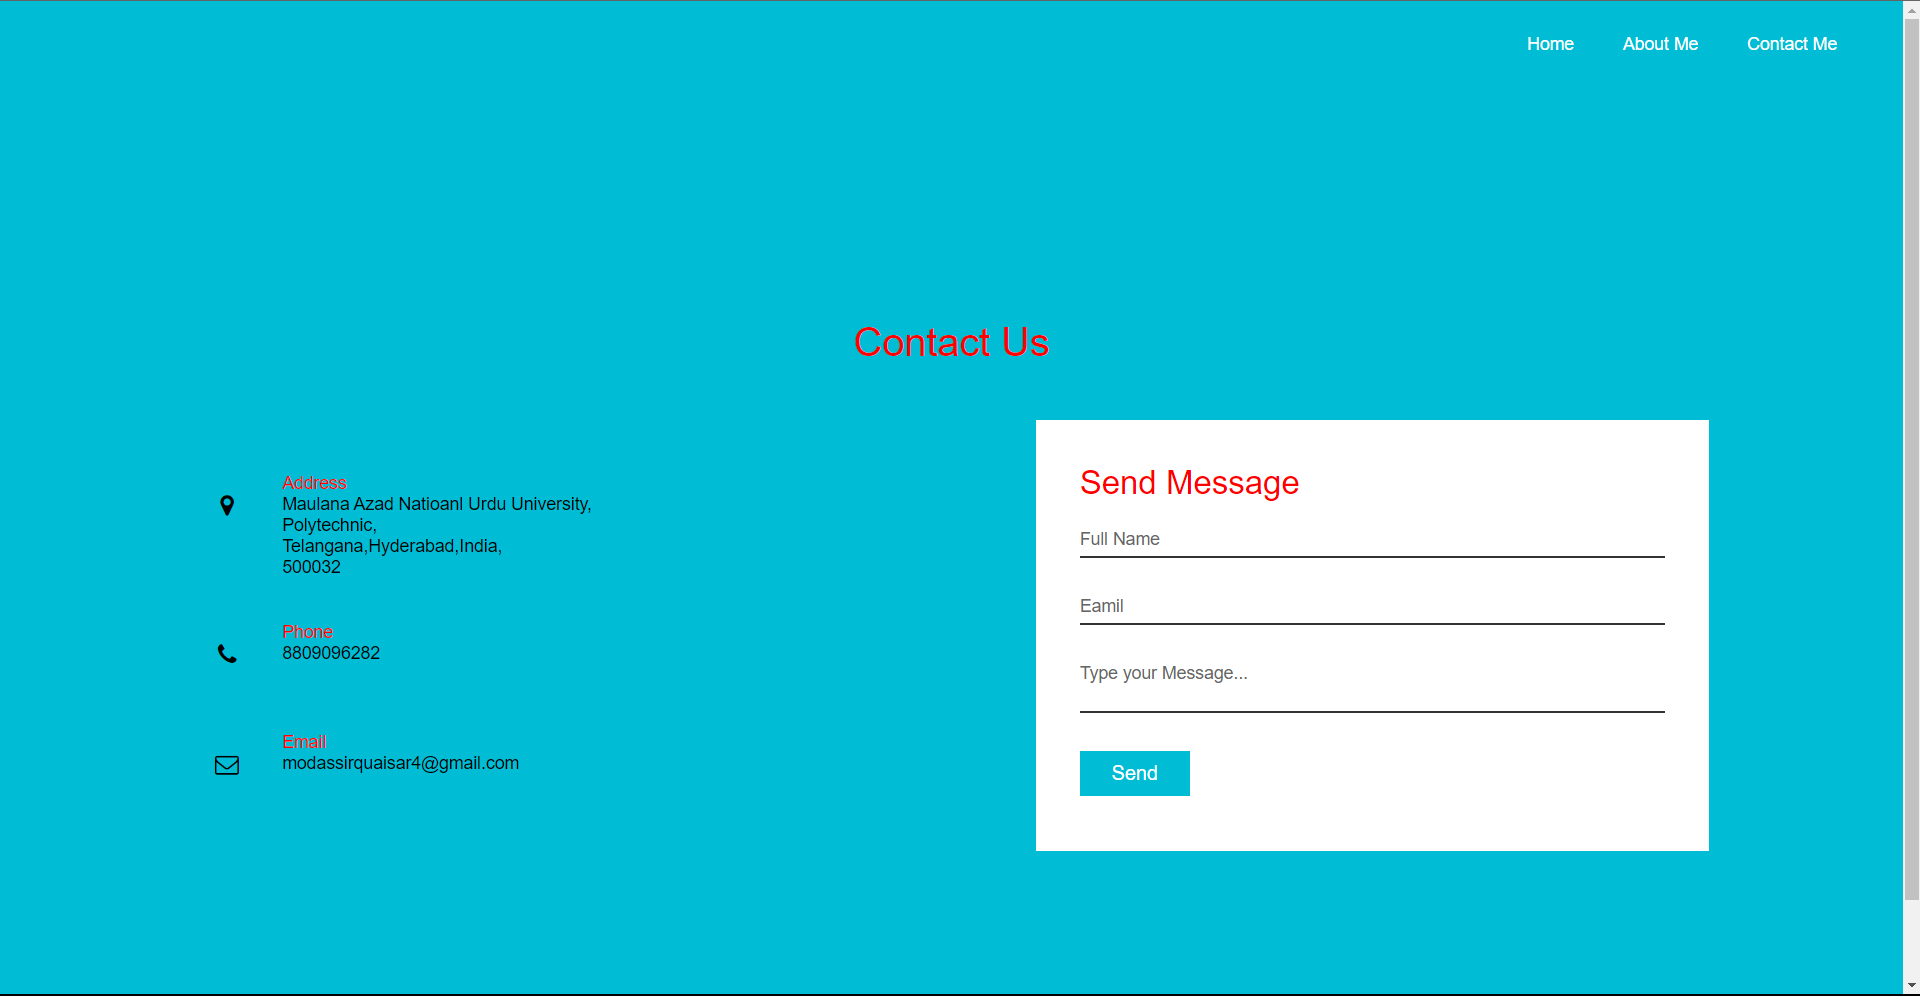 Home
About Me
Contact Me
Contact Us
Address
Maulana Azad Natioanl Urdu University,
Polytechnic,
Telangana,Hyderabad,India,
500032
Phone
8809096282
Email
modassirquaisar4@gmail.com
Send Message
Full Name
Eamil
Type your Message...
Send